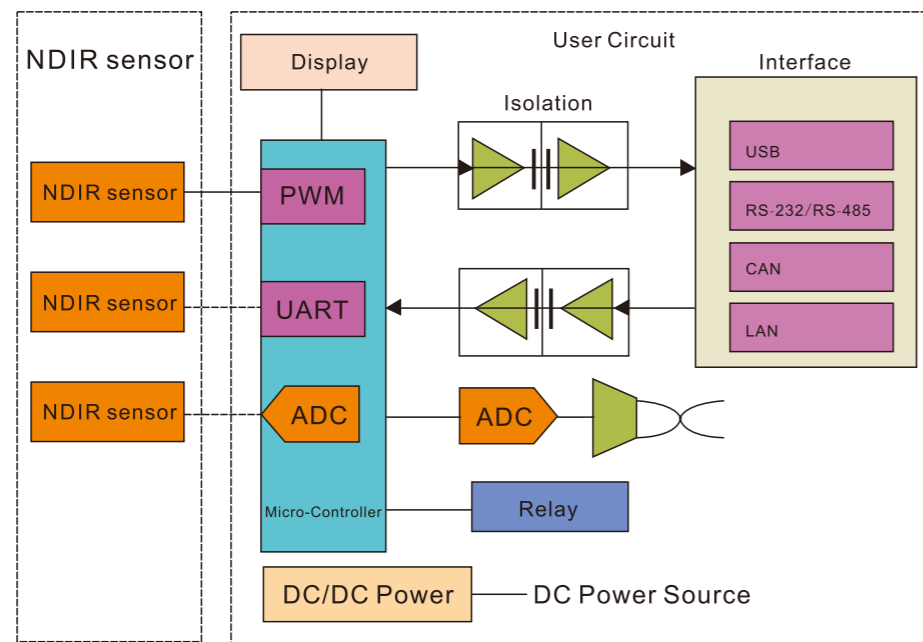 NDIR sensor
User Circuit
Display
Interface
Isolation
USB
NDIR sensor
PWM
RS-232/RS-485
CAN
NDIR sensor
UART
LAN
NDIR sensor
ADC
ADC
Micro-Controller
Relay
DC/DC Power
DC Power Source